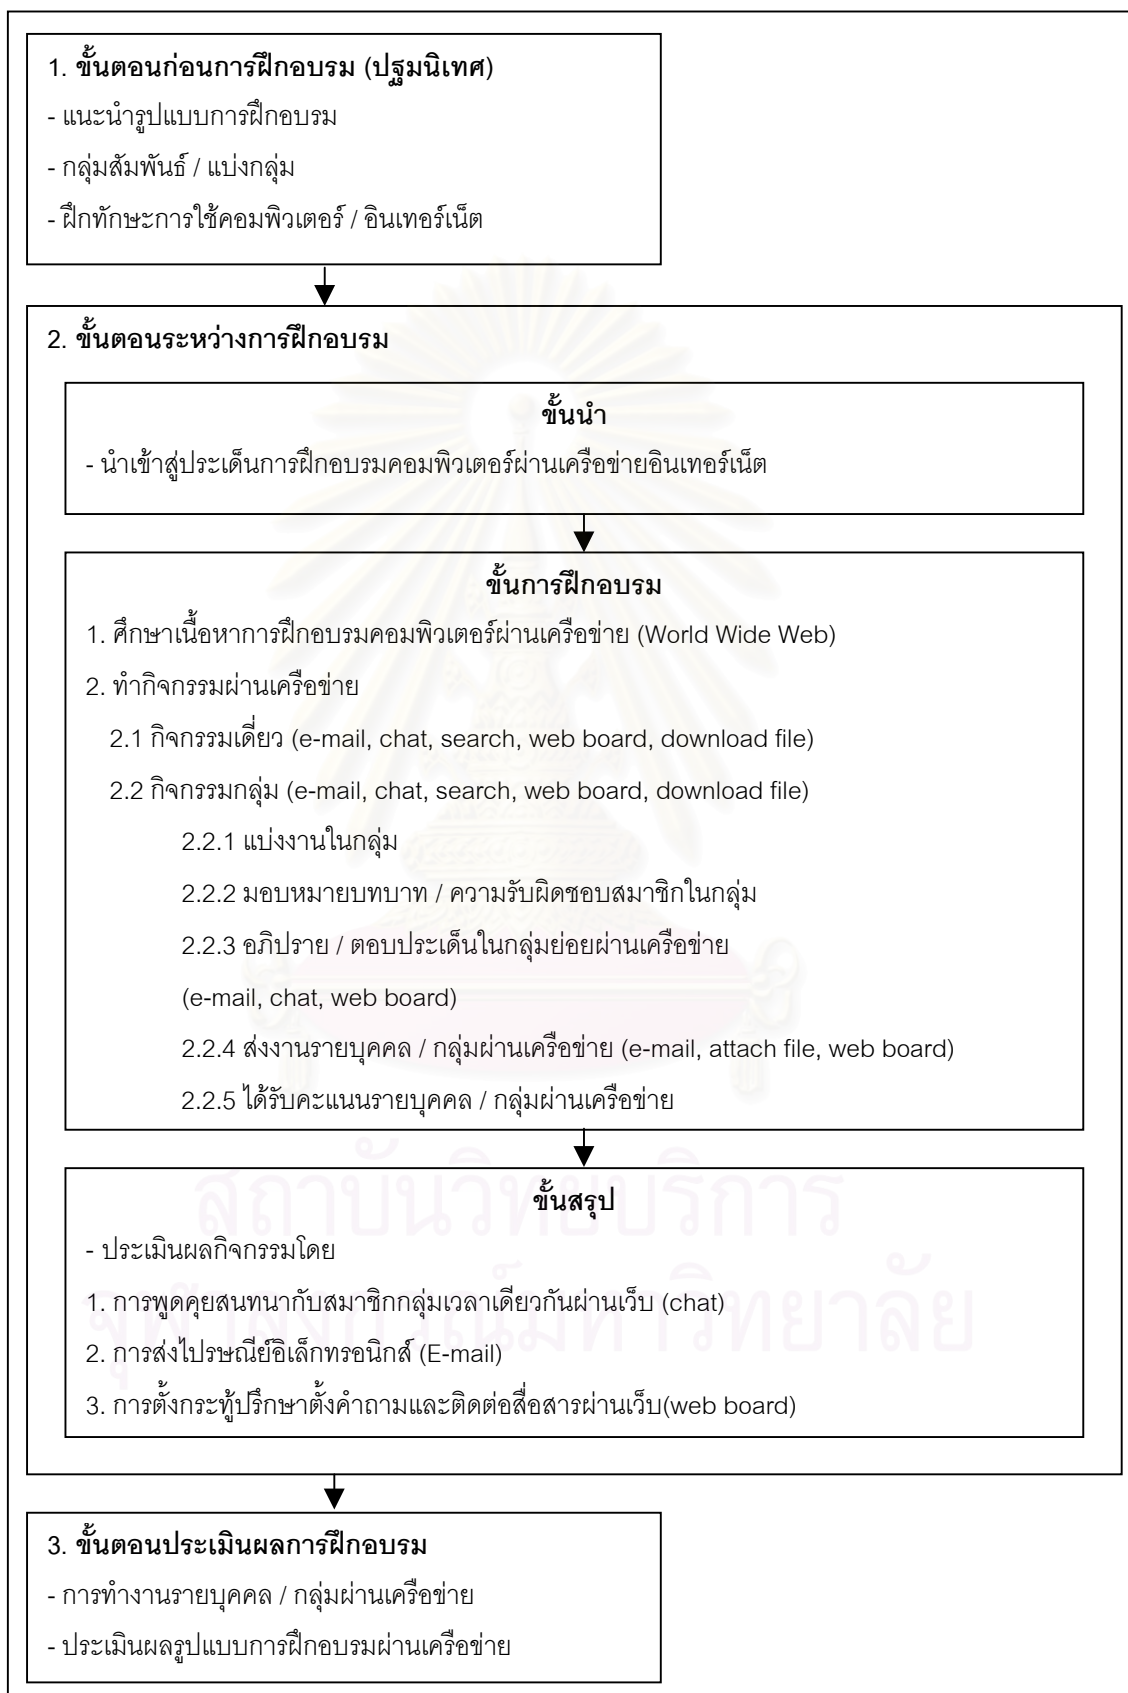 1. ขั้นตอนก่อนการฝึกอบรม (ปฐมนิเทศ)
- แนะนำรูปแบบการฝึกอบรม
- กลุ่มสัมพันธ์ / แบ่งกลุ่ม
- ฝึกทักษะการใช้คอมพิวเตอร์ / อินเทอร์เน็ต
2. ขั้นตอนระหว่างการฝึกอบรม
ขั้นนำ
- นำเข้าสู่ประเด็นการฝึกอบรมคอมพิวเตอร์ผ่านเครือข่ายอินเทอร์เน็ต
ขั้นการฝึกอบรม
1. ศึกษาเนื้อหาการฝึกอบรมคอมพิวเตอร์ผ่านเครือข่าย (World Wide Web)
2. ทำกิจกรรมผ่านเครือข่าย
2.1 กิจกรรมเดี่ยว (e-mail, chat, search, web board, download file)
2.2 กิจกรรมกลุ่ม (e-mail, chat, search, web board, download file)
2.2.1 แบ่งงานในกลุ่ม
2.2.2 มอบหมายบทบาท / ความรับผิดชอบสมาชิกในกลุ่ม
2.2.3 อภิปราย / ตอบประเด็นในกลุ่มย่อยผ่านเครือข่าย
(e-mail, chat, web board)
2.2.4 ส่งงานรายบุคคล / กลุ่มผ่านเครือข่าย (e-mail, attach file, web board)
2.2.5 ได้รับคะแนนรายบุคคล / กลุ่มผ่านเครือข่าย
สถาบันวิทยบริการ
ขั้นสรุป
- ประเมินผลกิจกรรมโดย
จุฬาลงกรณ์มหาวิทยาลัย
1. การพูดคุยสนทนากับสมาชิกกลุ่มเวลาเดียวกันผ่านเว็บ (chat)
2. การส่งไปรษณีย์อิเล็กทรอนิกส์ (E-mail)
3. การตั้งกระทู้ปรึกษาตั้งคำถามและติดต่อสื่อสารผ่านเว็บ(web board)
3. ขั้นตอนประเมินผลการฝึกอบรม
- การทำงานรายบุคคล / กลุ่มผ่านเครือข่าย
- ประเมินผลรูปแบบการฝึกอบรมผ่านเครือข่าย